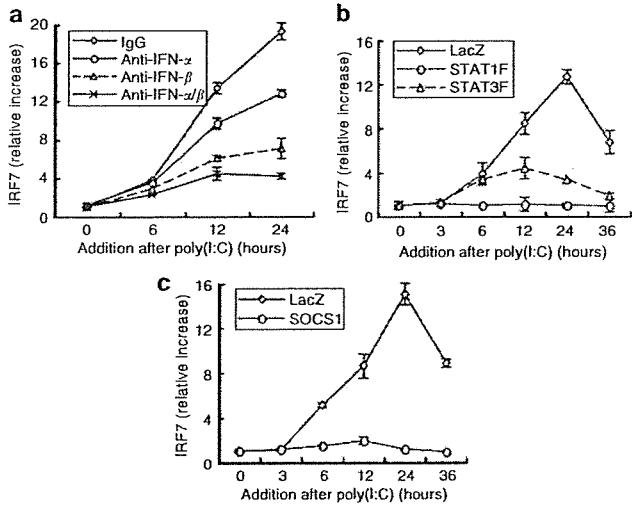 a
20
16
12
8
4
0
IRF7 (relative increase)
IgG
Anti-IFN-α
Anti-IFN-β
Anti-IFN-α/β
0 6 12 24
Addition after poly(I:C) (hours)
b
16
12
8
4
0
IRF7 (relative increase)
LacZ
STAT1F
STAT3F
0 3 6 12 24 36
Addition after poly(I:C) (hours)
c
16
12
8
4
0
IRF7 (relative increase)
LacZ
SOCS1
0 3 6 12 24 36
Addition after poly(I:C) (hours)